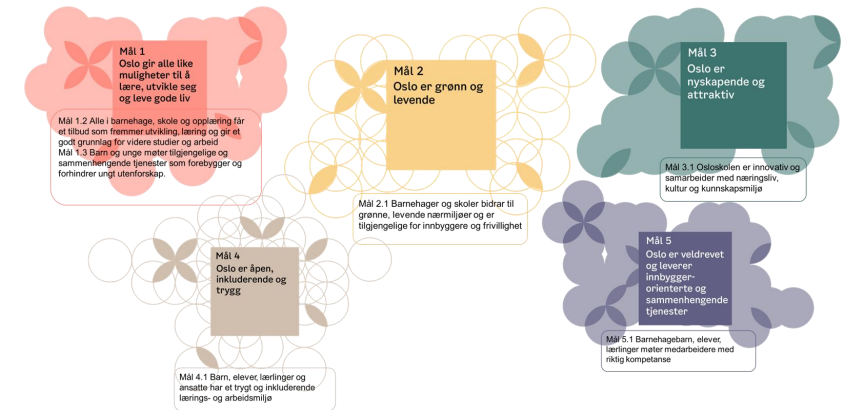 Mål 1
Oslo gir alle like
muligheter til å
lære, utvikle seg
og leve gode liv
Mål 1.2 Alle i barnehage, skole og opplæring får
et tilbud som fremmer utvikling, læring og gir et
godt grunnlag for videre studier og arbeid
Mål 1.3 Barn og unge møter tilgjengelige og
sammenhengende tjenester som forebygger og
forhindrer ungt utenforskap.
Mål 2
Oslo er grønn og
levende
Mål 2.1 Barnehager og skoler bidrar til
grønne, levende nærmiljøer og er
tilgjengelige for innbyggere og frivillighet
Mål 3
Oslo er
nyskapende og
attraktiv
Mål 3.1 Osloskolen er innovativ og
samarbeider med næringsliv,
kultur og kunnskapsmiljø
Mål 4
Oslo er åpen,
inkluderende og
trygg
Mål 4.1 Barn, elever, lærlinger og
ansatte har et trygt og inkluderende
lærings- og arbeidsmiljø
Mål 5
Oslo er veldrevet
og leverer
innbygger-
orienterte og
sammenhengende
tjenester
Mål 5.1 Barnehagebarn, elever,
lærlinger møter medarbeidere med
riktig kompetanse